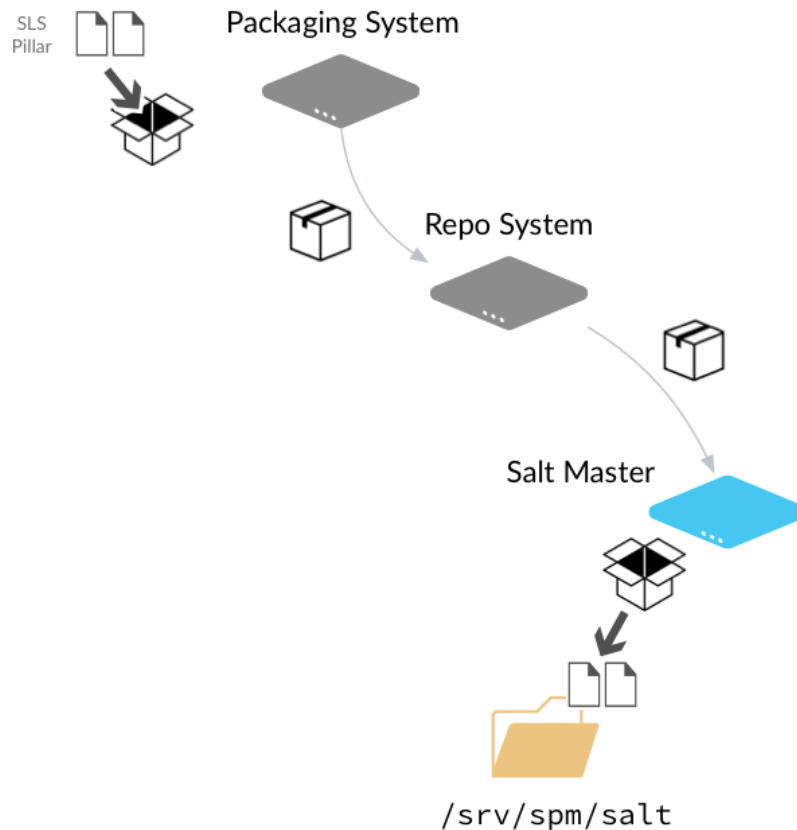 SLS
Pillar
Packaging System
Repo System
Salt Master
/srv/spm/salt